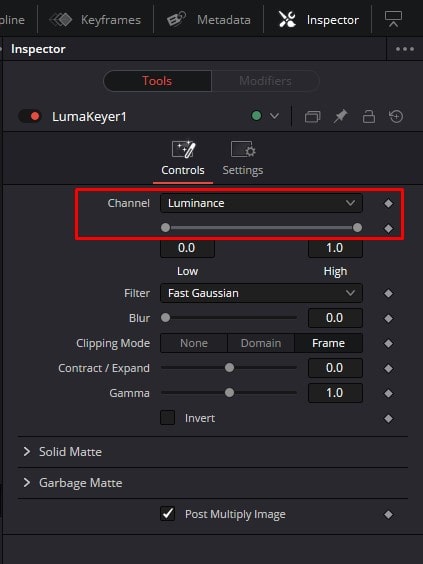 pline Keyframes Metadata Inspector
Inspector
Tools Modifiers
LumaKeyer1
Controls Settings
Channel Luminance
0.0 1.0
Low High
Filter Fast Gaussian
Blur 0.0
Clipping Mode None Domain Frame
Contract / Expand 0.0
Gamma 1.0
Invert
Solid Matte
Garbage Matte
Post Multiply Image